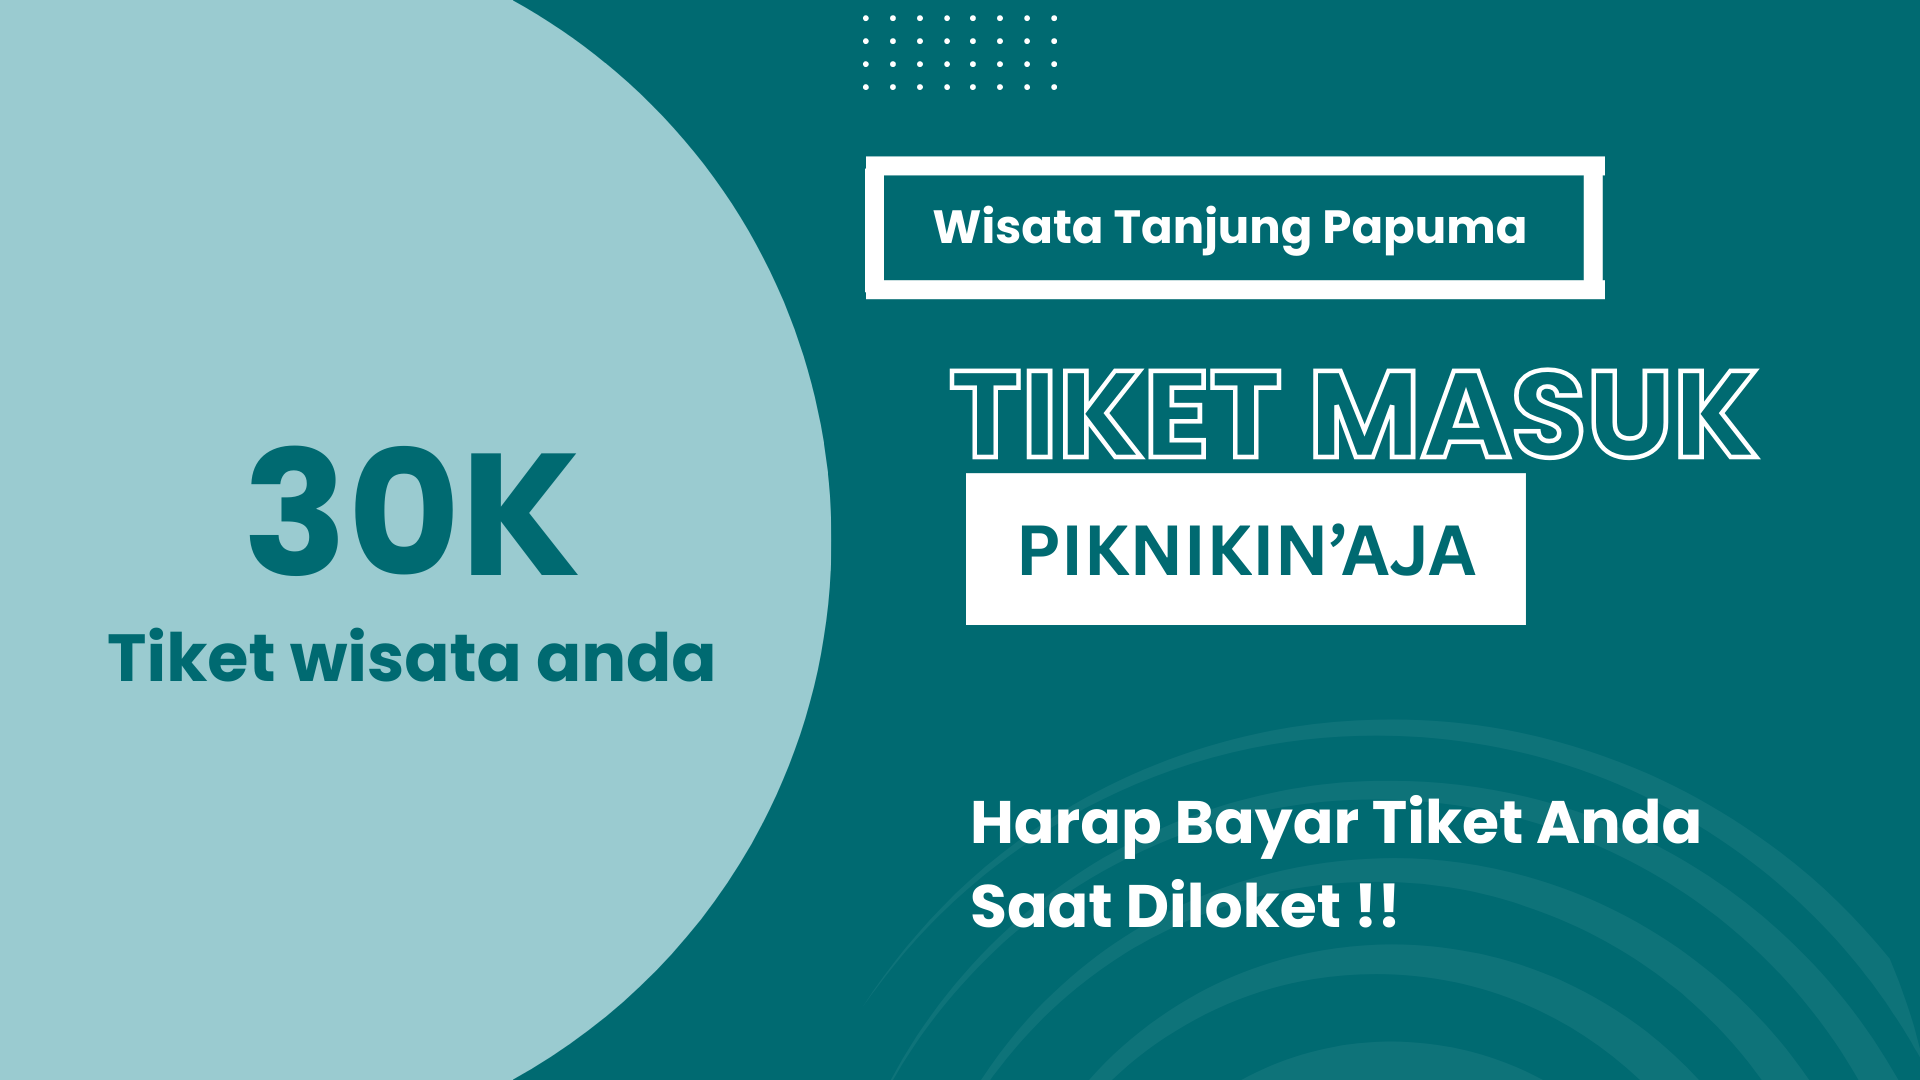 30K
Tiket wisata anda
Wisata Tanjung Papuma
TIKET MASUK
PIKNIKIN’AJA
Harap Bayar Tiket Anda
Saat Diloket !!